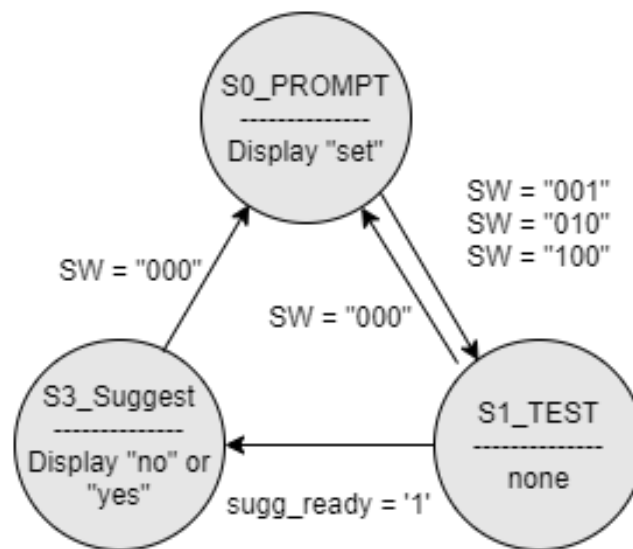 S0_PROMPT
--------------
Display "set"
SW = "001"
SW = "010"
SW = "100"
SW = "000"
SW = "000"
S3_Suggest
--------------
Display "no" or
"yes"
S1_TEST
--------------
none
sugg_ready = '1'